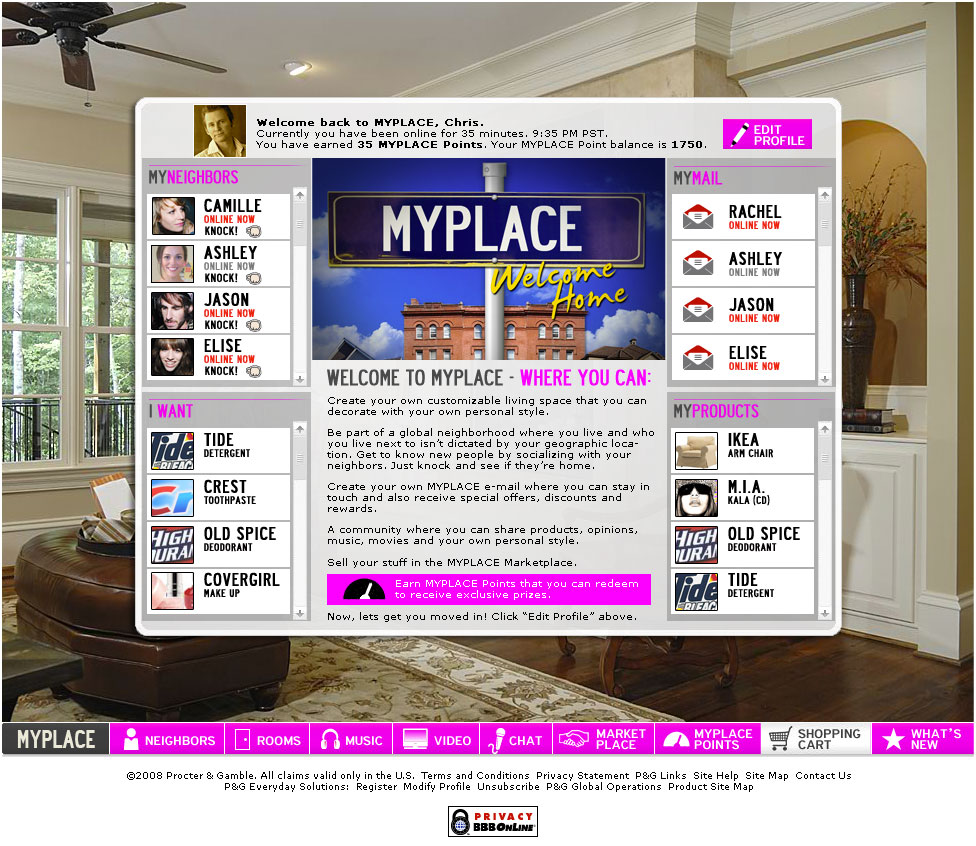 Welcome back to MYPLACE, Chris.
Currently you have been online for 35 minutes. 9:35 PM PST.
You have earned 35 MYPLACE Points. Your MYPLACE Point balance is 1750.
EDIT
PROFILE
MYNEIGHBORS
CAMILLE
ONLINE NOW
KNOCK!
ASHLEY
ONLINE NOW
KNOCK!
JASON
ONLINE NOW
KNOCK!
ELISE
ONLINE NOW
KNOCK!
MYPLACE
Welcome
Home
MYMAIL
RACHEL
ONLINE NOW
ASHLEY
ONLINE NOW
JASON
ONLINE NOW
ELISE
ONLINE NOW
I WANT
Tide
TIDE
DETERGENT
CREST
TOOTHPASTE
HIGH
OLD SPICE
DEODORANT
COVERGIRL
MAKE UP
WELCOME TO MYPLACE - WHERE YOU CAN:
Create your own customizable living space that you can
decorate with your own personal style.
Be part of a global neighborhood where you live and who
you live next to isn't dictated by your geographic loca-
tion. Get to know new people by socializing with your
neighbors. Just knock and see if they're home.
Create your own MYPLACE e-mail where you can stay in
touch and also receive special offers, discounts and
rewards.
A community where you can share products, opinions,
music, movies and your own personal style.
Sell your stuff in the MYPLACE Marketplace.
Earn MYPLACE Points that you can redeem
to receive exclusive prizes.
Now, lets get you moved in! Click "Edit Profile" above.
MYPRODUCTS
IKEA
ARM CHAIR
M.I.A.
KALA (CD)
HIGH
OLD SPICE
DEODORANT
Tide
TIDE
DETERGENT
MYPLACE
NEIGHBORS
ROOMS
MUSIC
VIDEO
CHAT
MARKET
PLACE
MYPLACE
POINTS
SHOPPING
CART
WHAT'S
NEW
©2008 Procter & Gamble. All claims valid only in the U.S. Terms and Conditions Privacy Statement P&G Links Site Help Site Map Contact Us
P&G Everyday Solutions: Register Modify Profile Unsubscribe P&G Global Operations Product Site Map
PRIVACY
BBBONLINE